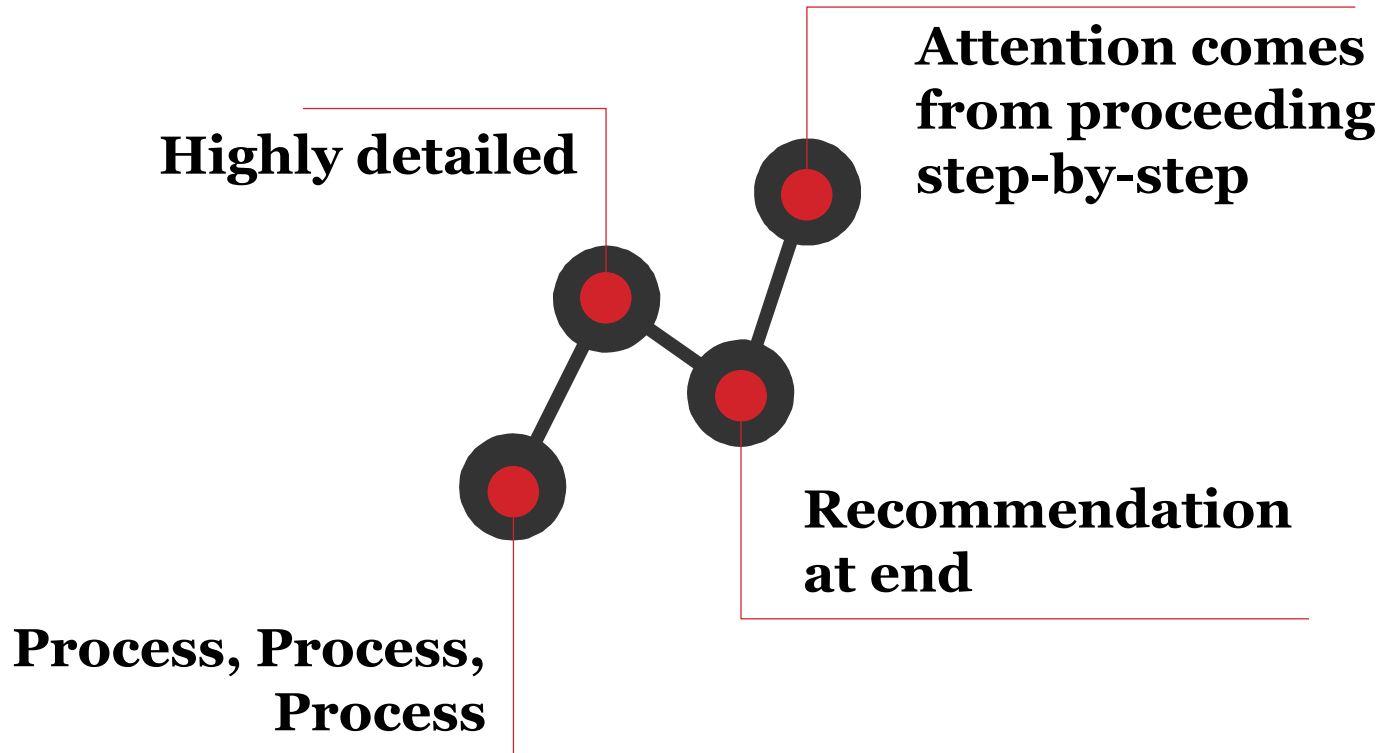 Attention comes
from proceeding
step-by-step
Highly detailed
Recommendation
at end
Process, Process,
Process